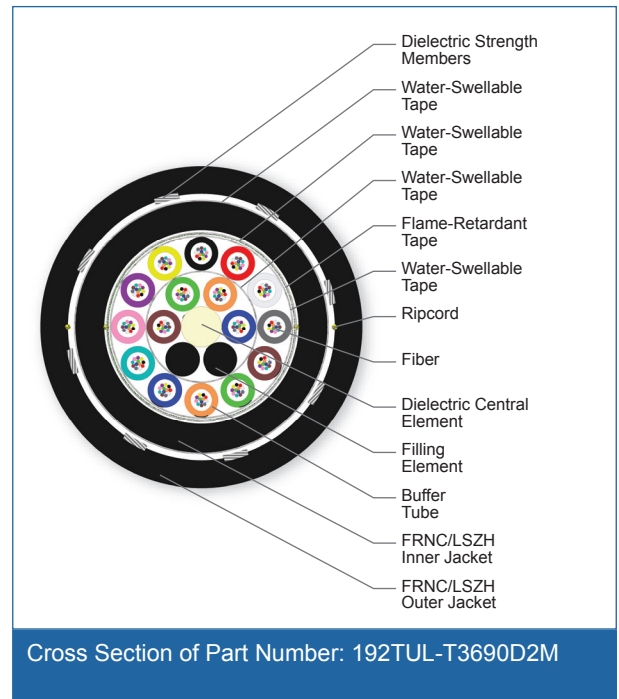 Dielectric Strength
Members
Water-Swellable
Tape
Water-Swellable
Tape
Water-Swellable
Tape
Flame-Retardant
Tape
Water-Swellable
Tape
Ripcord
Fiber
Dielectric Central
Element
Filling
Element
Buffer
Tube
FRNC/LSZH
Inner Jacket
FRNC/LSZH
Outer Jacket
Cross Section of Part Number: 192TUL-T3690D2M